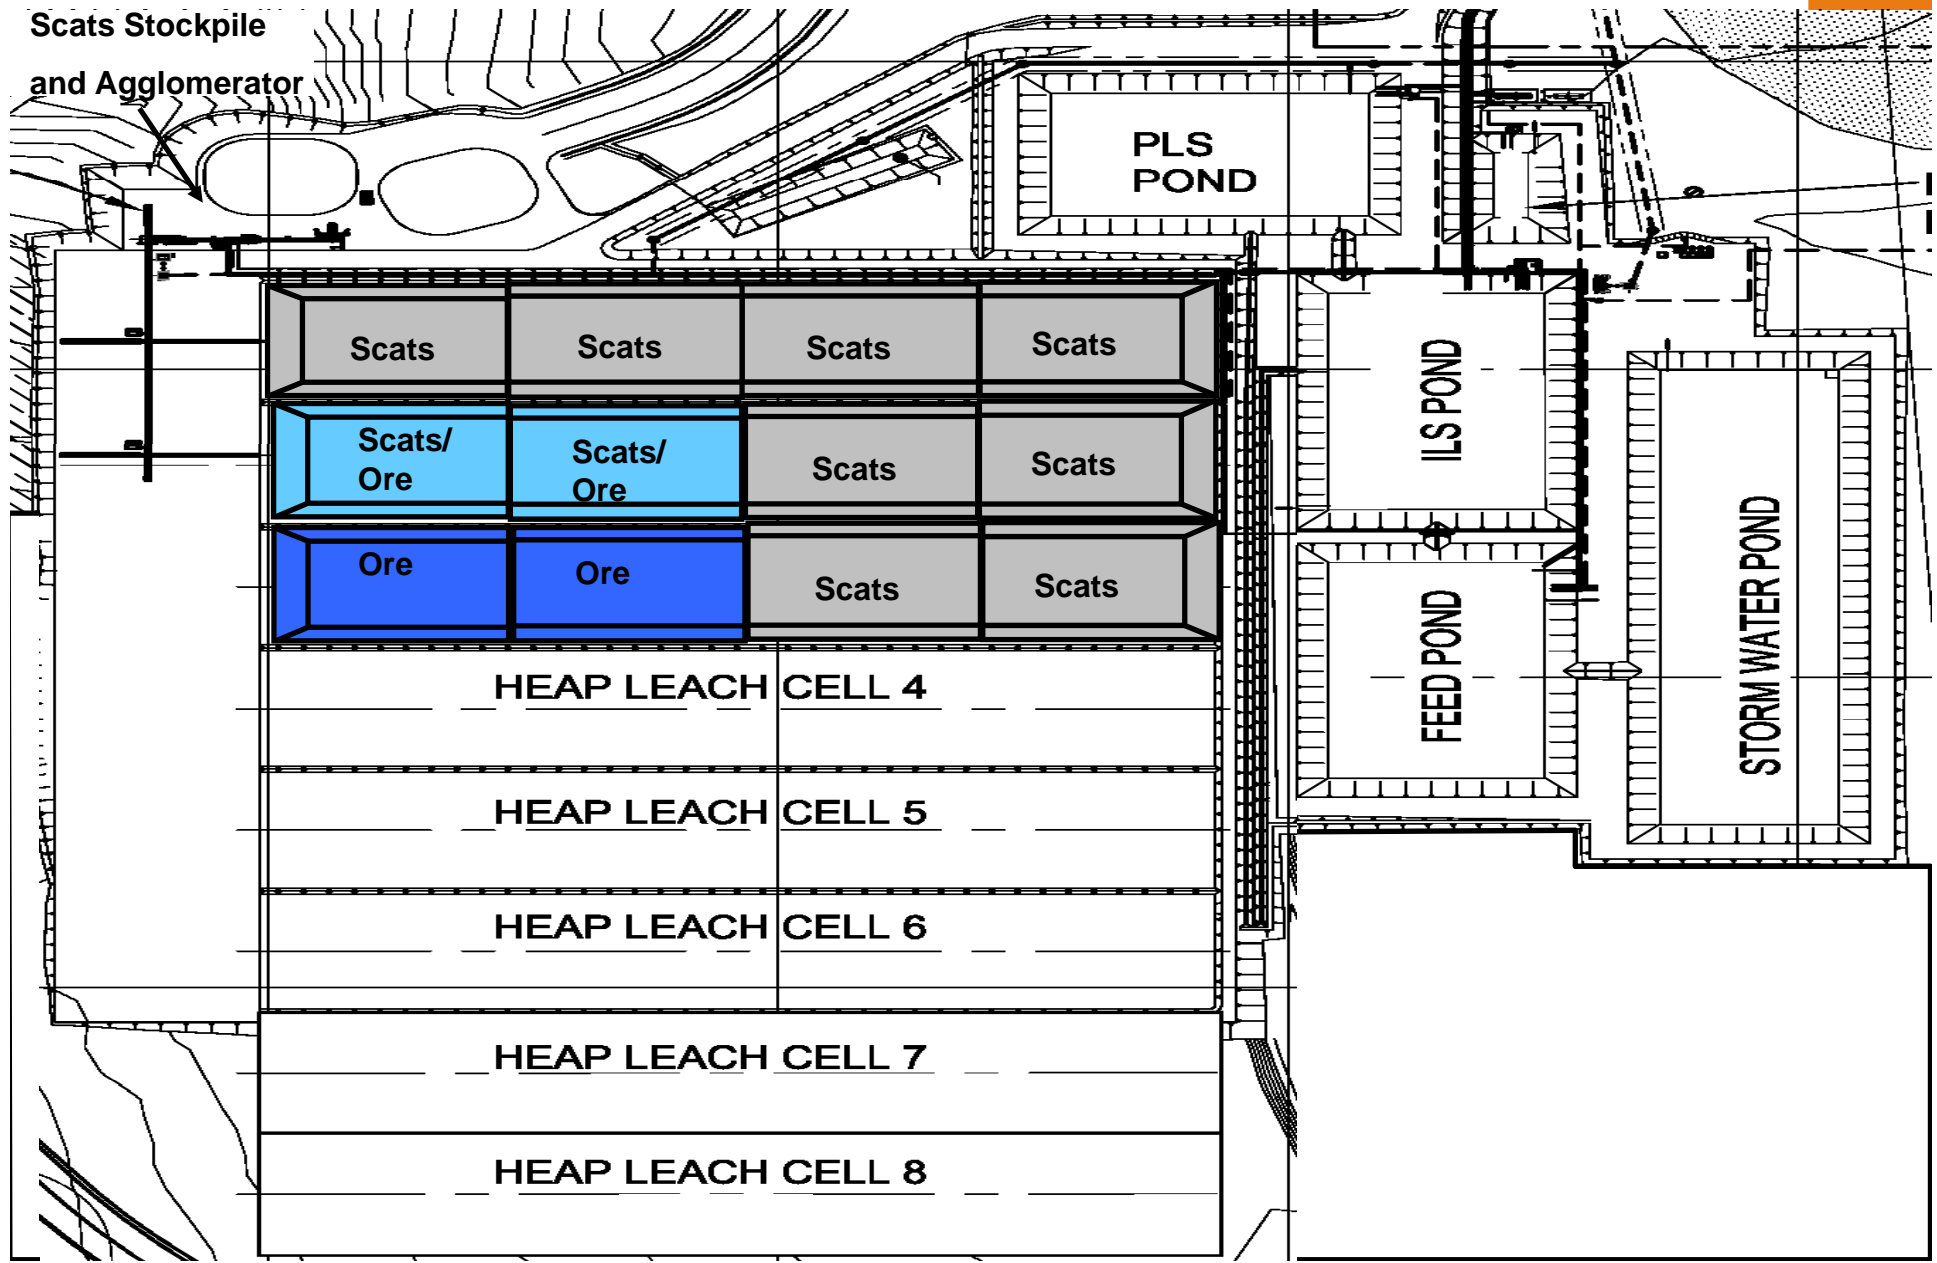 Scats Stockpile
and Agglomerator
PLS
POND
Scats
Scats
Scats
Scats
Scats/
Ore
Scats/
Ore
Scats
Scats
Ore
Ore
Scats
Scats
ILS POND
FEED POND
STORM WATER POND
HEAP LEACH CELL 4
HEAP LEACH CELL 5
HEAP LEACH CELL 6
HEAP LEACH CELL 7
HEAP LEACH CELL 8